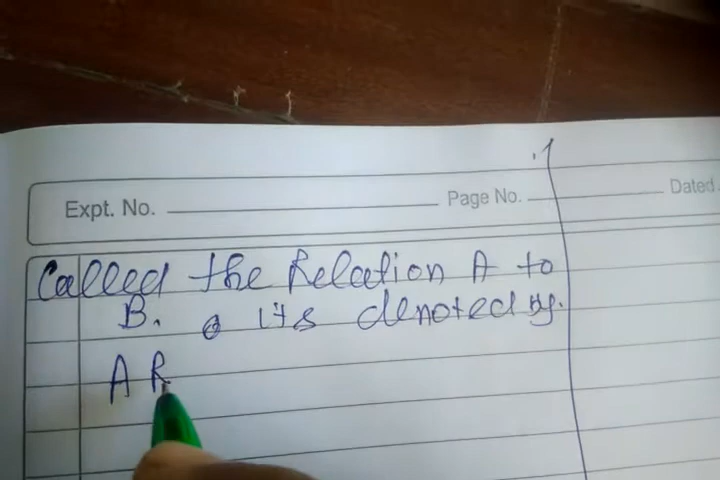 Expt. No. Page No. Dated
Called the Relation A to
B. its denoted by.
A R